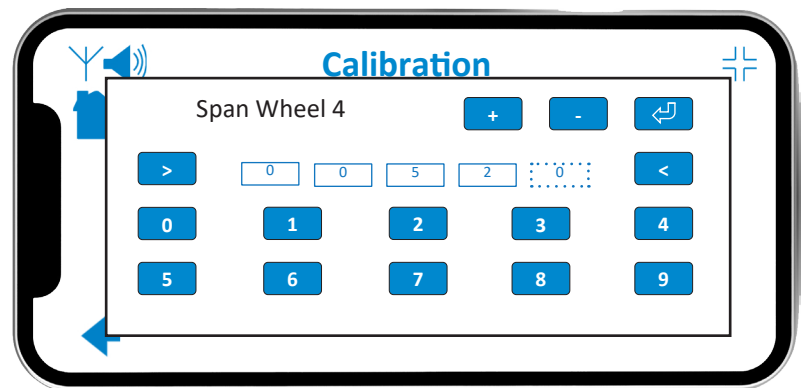 Calibration
Span Wheel 4
+ -
> 0 0 5 2 0 <
0 1 2 3 4
5 6 7 8 9